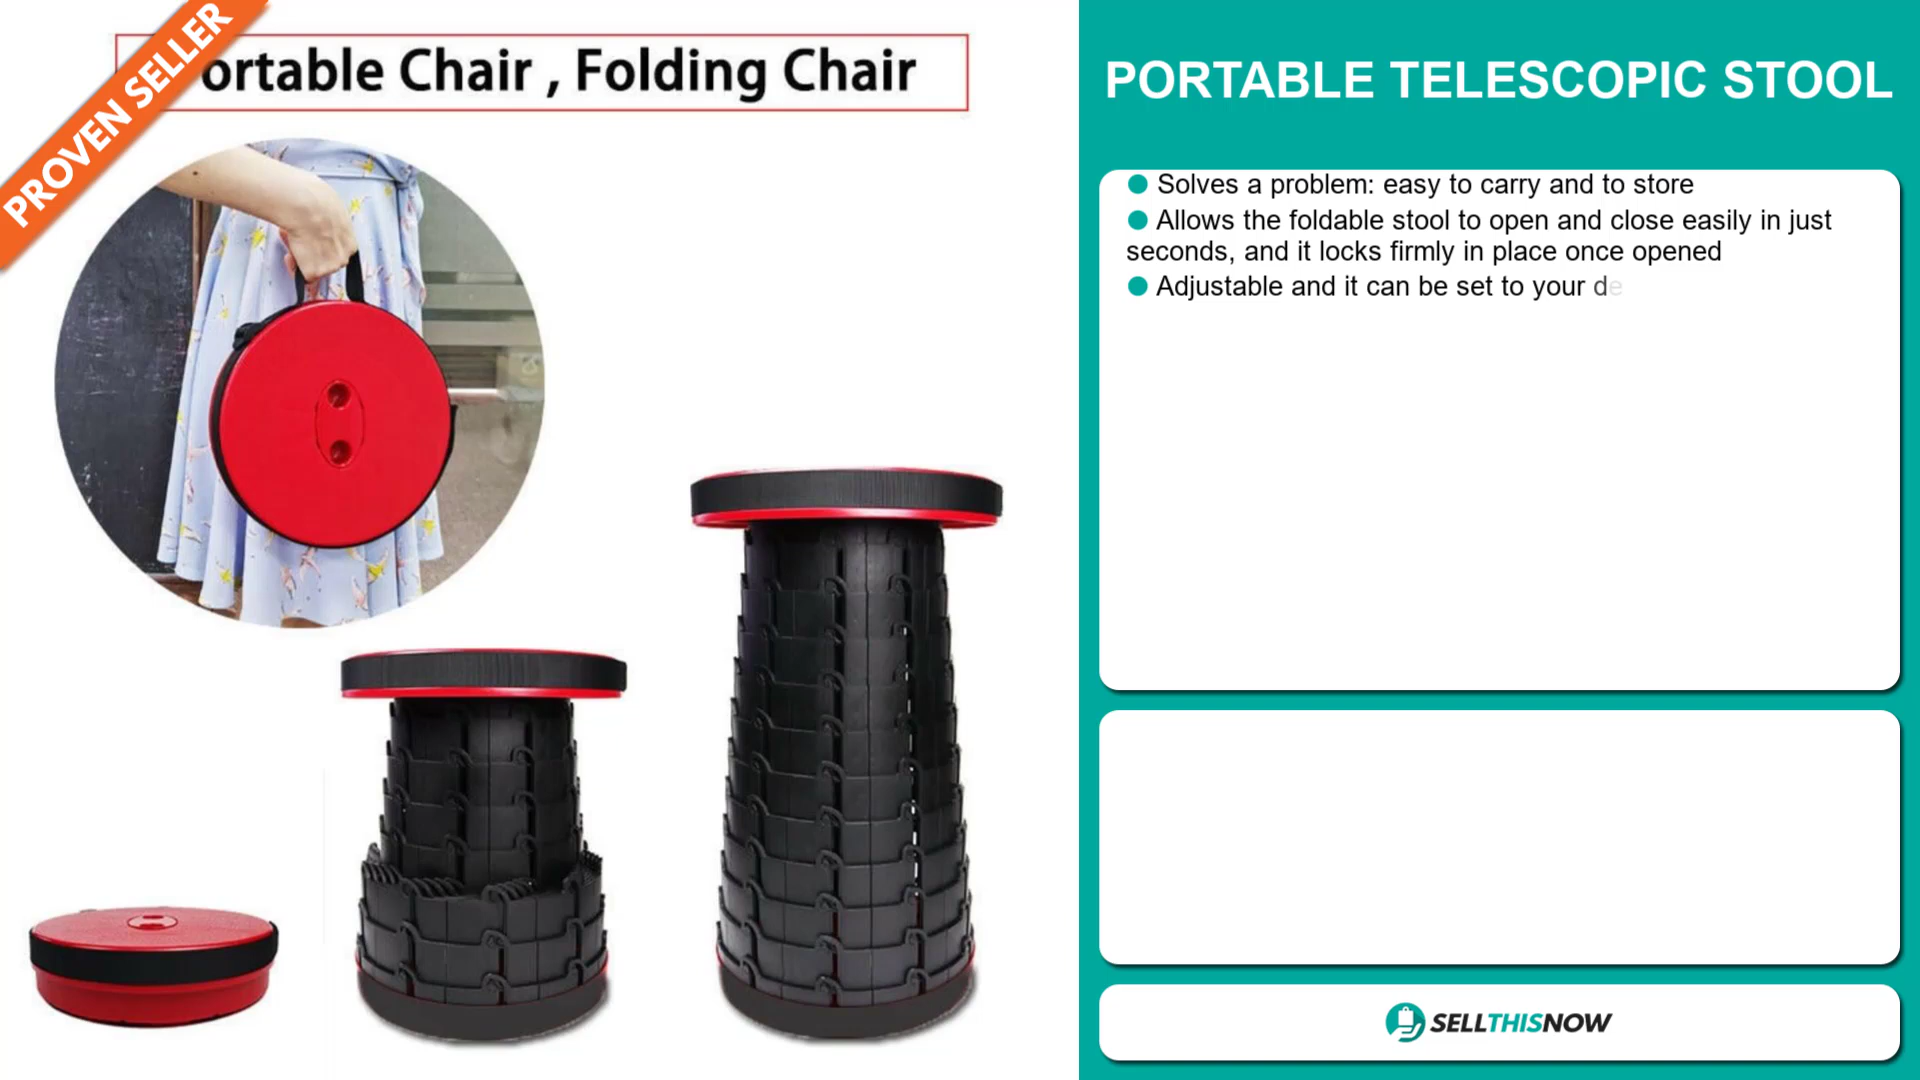 PROVEN SELLER
ortable Chair , Folding Chair
PORTABLE TELESCOPIC STOOL
Solves a problem: easy to carry and to store
Allows the foldable stool to open and close easily in just
seconds, and it locks firmly in place once opened
Adjustable and it can be set to your de
SELLTHISNOW